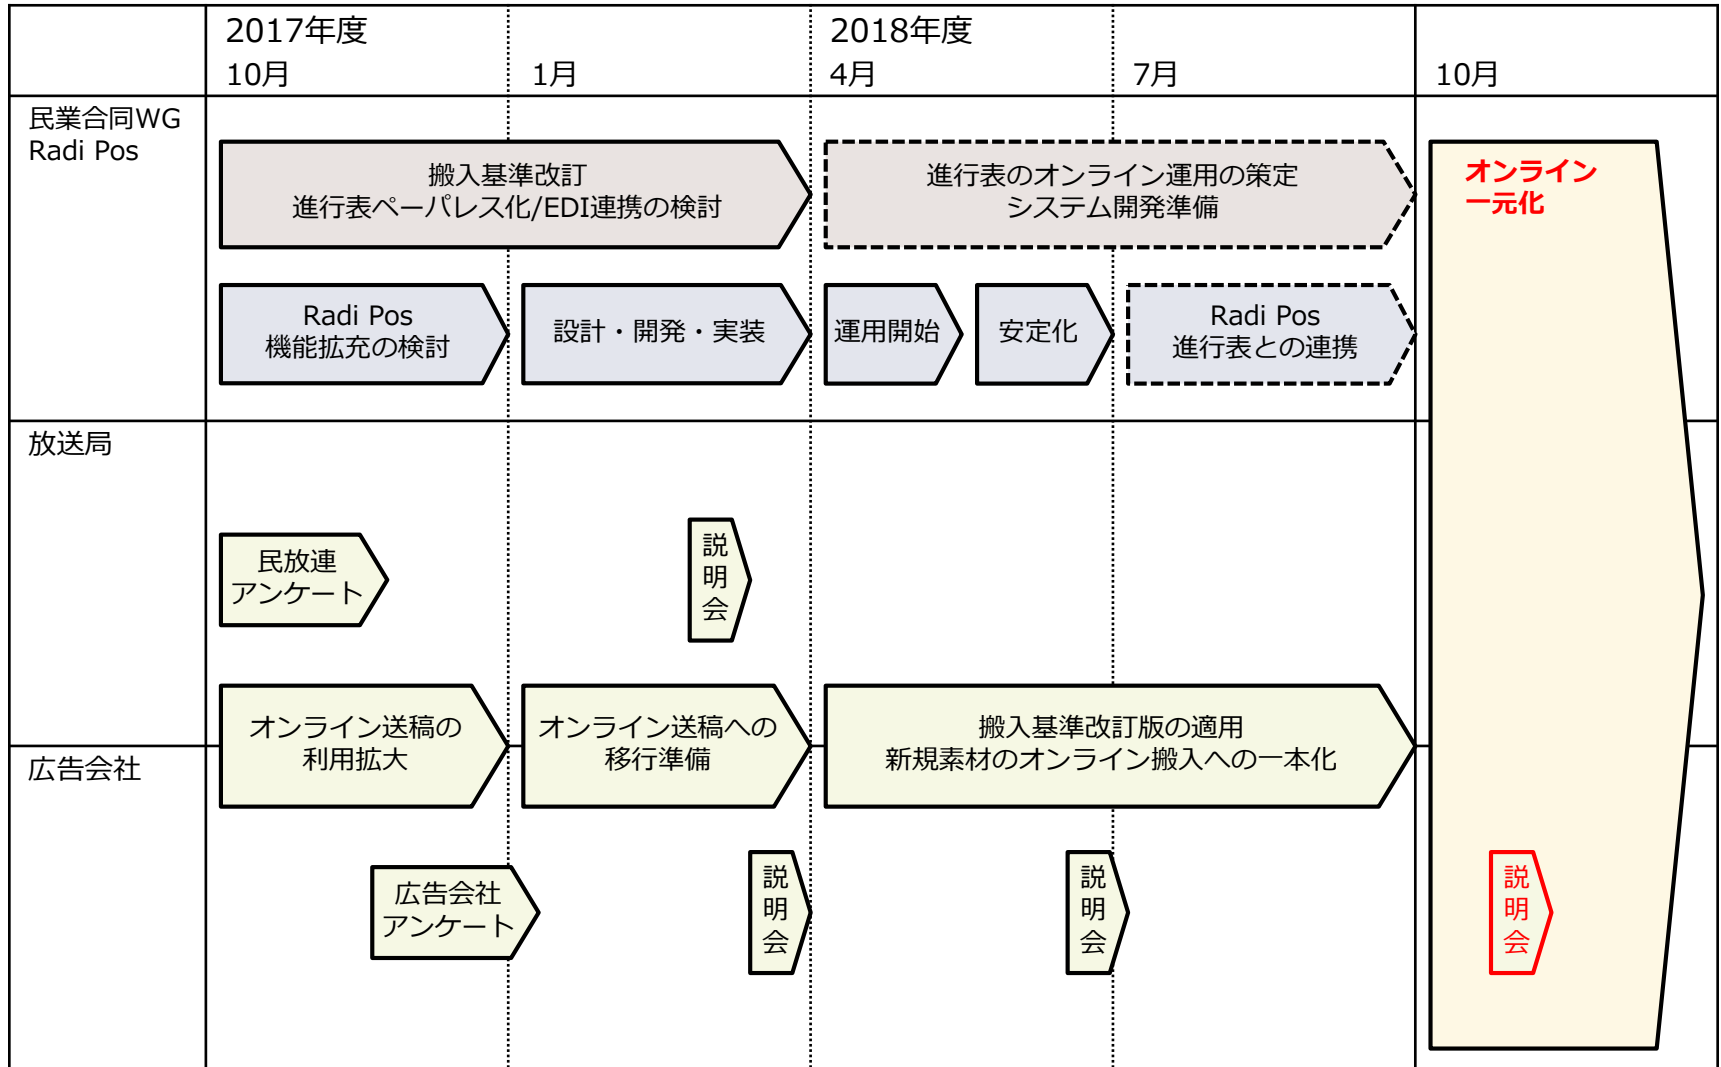 2017年度
2018年度
10月
1月
4月
7月
10月
民業合同WG
Radi Pos
搬入基準改訂
進行表ペーパレス化/EDI連携の検討
進行表のオンライン運用の策定
システム開発準備
オンライン
一元化
Radi Pos
機能拡充の検討
設計・開発・実装
運用開始
安定化
Radi Pos
進行表との連携
放送局
民放連
アンケート
説
明
会
オンライン送稿の
利用拡大
オンライン送稿への
移行準備
搬入基準改訂版の適用
新規素材のオンライン搬入への一本化
広告会社
広告会社
アンケート
説
明
会
説
明
会
説
明
会